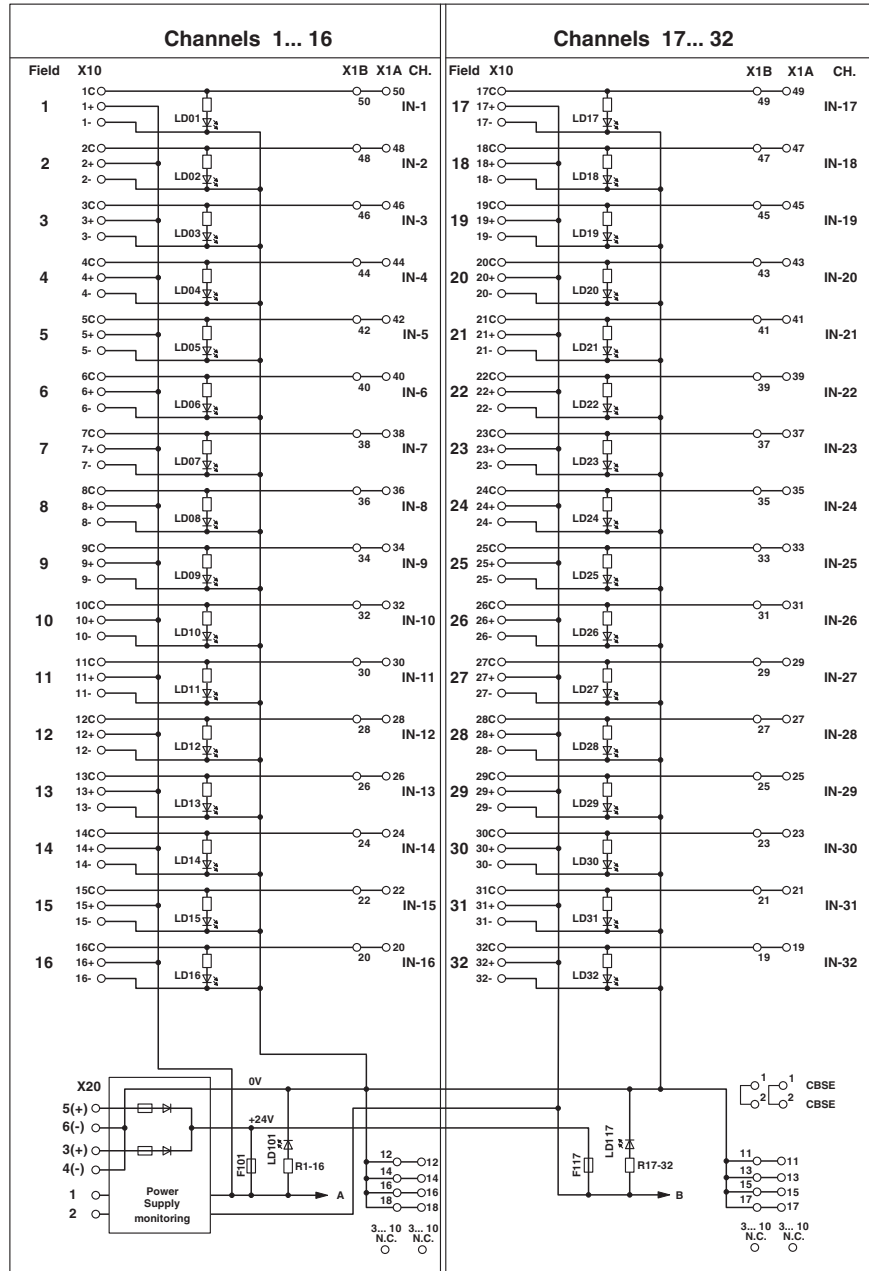 Channels 1... 16
Field X10 X1B X1A CH.
1C 50
1 1+ 50 IN-1
1- LD01
2C 48
2 2+ 48 IN-2
2- LD02
3C 46
3 3+ 46 IN-3
3- LD03
4C 44
4 4+ 44 IN-4
4- LD04
5C 42
5 5+ 42 IN-5
5- LD05
6C 40
6 6+ 40 IN-6
6- LD06
7C 38
7 7+ 38 IN-7
7- LD07
8C 36
8 8+ 36 IN-8
8- LD08
9C 34
9 9+ 34 IN-9
9- LD09
10C 32
10 10+ 32 IN-10
10- LD10
11C 30
11 11+ 30 IN-11
11- LD11
12C 28
12 12+ 28 IN-12
12- LD12
13C 26
13 13+ 26 IN-13
13- LD13
14C 24
14 14+ 24 IN-14
14- LD14
15C 22
15 15+ 22 IN-15
15- LD15
16C 20
16 16+ 20 IN-16
16- LD16
Channels 17... 32
Field X10 X1B X1A CH.
17C 49
17 17+ 49 IN-17
17- LD17
18C 47
18 18+ 47 IN-18
18- LD18
19C 45
19 19+ 45 IN-19
19- LD19
20C 43
20 20+ 43 IN-20
20- LD20
21C 41
21 21+ 41 IN-21
21- LD21
22C 39
22 22+ 39 IN-22
22- LD22
23C 37
23 23+ 37 IN-23
23- LD23
24C 35
24 24+ 35 IN-24
24- LD24
25C 33
25 25+ 33 IN-25
25- LD25
26C 31
26 26+ 31 IN-26
26- LD26
27C 29
27 27+ 29 IN-27
27- LD27
28C 27
28 28+ 27 IN-28
28- LD28
29C 25
29 29+ 25 IN-29
29- LD29
30C 23
30 30+ 23 IN-30
30- LD30
31C 21
31 31+ 21 IN-31
31- LD31
32C 19
32 32+ 19 IN-32
32- LD32
X20 0V
5(+)
6(-) +24V
3(+)
4(-)
1
2
Power
Supply
monitoring
F101
LD101
R1-16
A
12 12
14 14
16 16
18 18
3... 10 3... 10
N.C. N.C.
F117
LD117
R17-32
B
1 1 CBSE
2 2 CBSE
11 11
13 13
15 15
17 17
3... 10 3... 10
N.C. N.C.